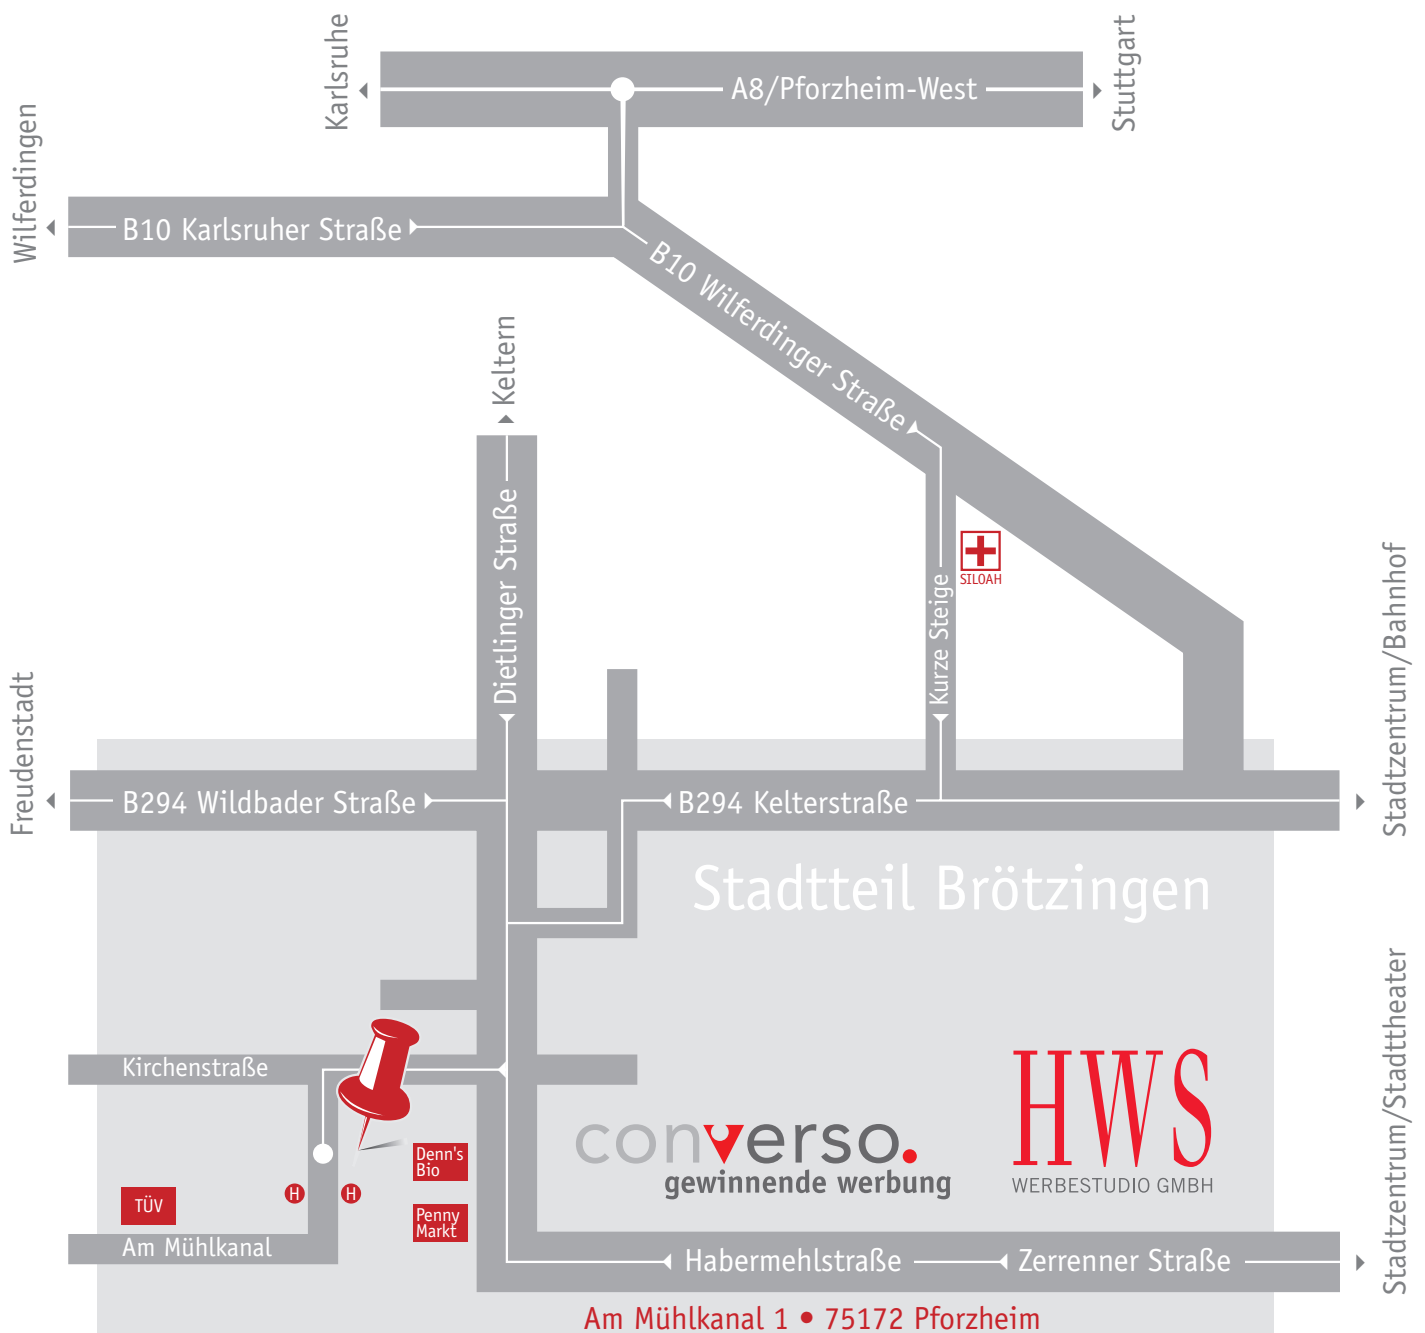 Karlsruhe
A8/Pforzheim-West
Stuttgart
Wilferdingen
B10 Karlsruher Straße
B10 Wilferdinger Straße
Keltern
Dietlinger Straße
SILOAH
Kurze Steige
Freudenstadt
B294 Wildbader Straße
B294 Kelterstraße
Stadtzentrum/Bahnhof
Stadtteil Brötzingen
Kirchenstraße
converso.
gewinnende werbung
HWS
WERBESTUDIO GMBH
Stadtzentrum/Stadttheater
Denn's
Bio
H
H
TÜV
Penny
Markt
Am Mühlkanal
Habermehlstraße
Zerrenner Straße
Am Mühlkanal 1 • 75172 Pforzheim